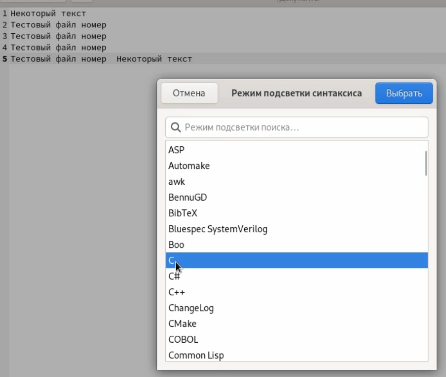 1 Некоторый текст
2 Тестовый файл номер
3 Тестовый файл номер
4 Тестовый файл номер
5 Тестовый файл номер  Некоторый текст
Отмена Режим подсветки синтаксиса Выбрать
Режим подсветки поиска...
ASP
Automake
awk
BennuGD
BibTeX
Bluespec SystemVerilog
Boo
C
C#
C++
ChangeLog
CMake
COBOL
Common Lisp